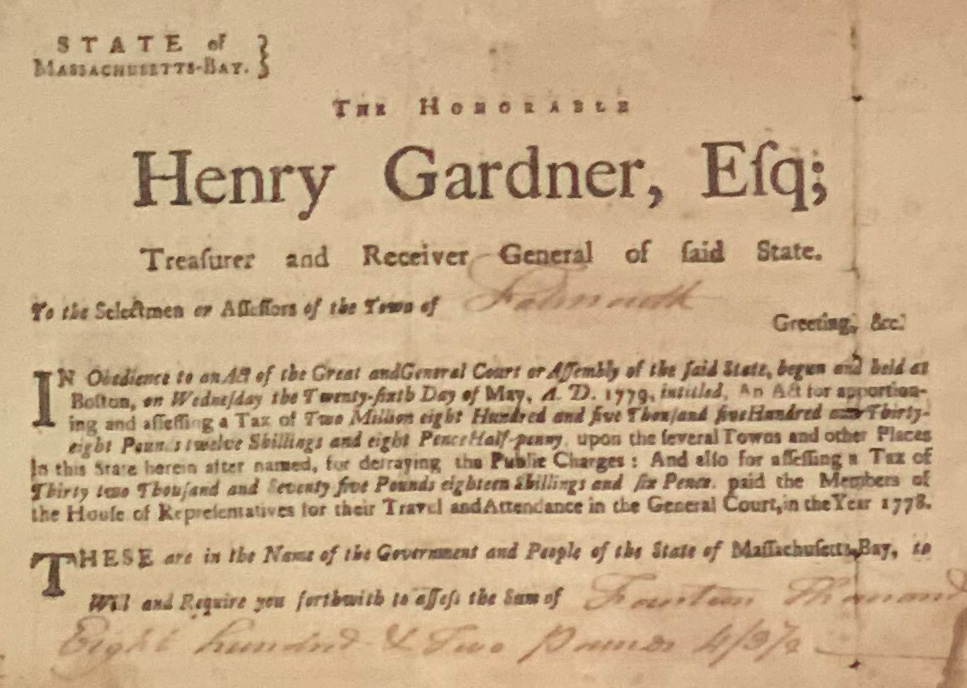 STATE of }
MASSACHUSETTS-BAY.
THE HONORABLE
Henry Gardner, Eſq;
Treaſurer and Receiver General of ſaid State.
To the Selectmen or Aſſeſſors of the Town of Falmouth
Greeting, &c.
IN Obedience to an Act of the Great and General Court or Aſſembly of the ſaid State, begun and held at
Boſton, on Wedneſday the Twenty-ſixth Day of May, A. D. 1779, intitled, An Act for apportion-
ing and aſſeſſing a Tax of Two Million eight Hundred and five Thouſand five Hundred and Thirty-
eight Pounds twelve Shillings and eight Pence Half-penny, upon the ſeveral Towns and other Places
in this State herein after named, for defraying the Public Charges : And alſo for aſſeſſing a Tax of
Thirty two Thouſand and Seventy five Pounds eighteen Shillings and ſix Pence, paid the Members of
the Houſe of Repreſentatives for their Travel and Attendance in the General Court, in the Year 1778.
THESE are in the Name of the Government and People of the State of Maſſachuſetts-Bay, to
Will and Require you forthwith to aſſeſs the Sum of Fourteen Thousand
Eight hundred & Two Pounds 4/3/2